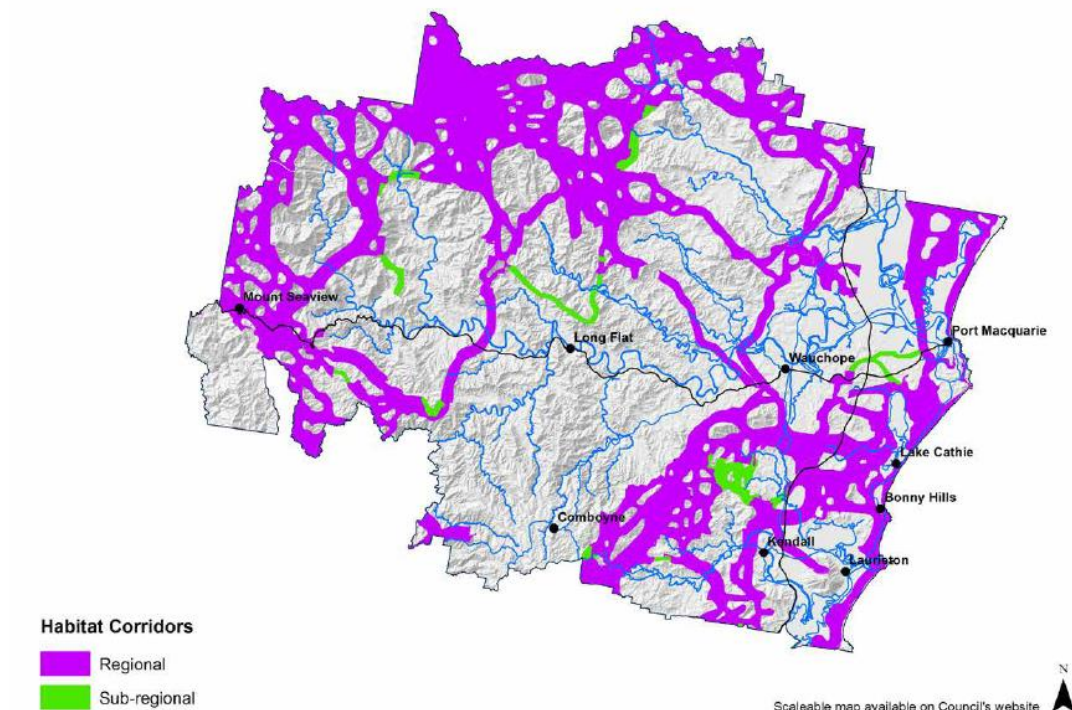 Mount Seaview
Long Flat
Port Macquarie
Wauchope
Lake Cathie
Bonny Hills
Comboyne
Kendall
Laurieton
Habitat Corridors
Regional
Sub-regional
N
Scaleable map available on Council's website